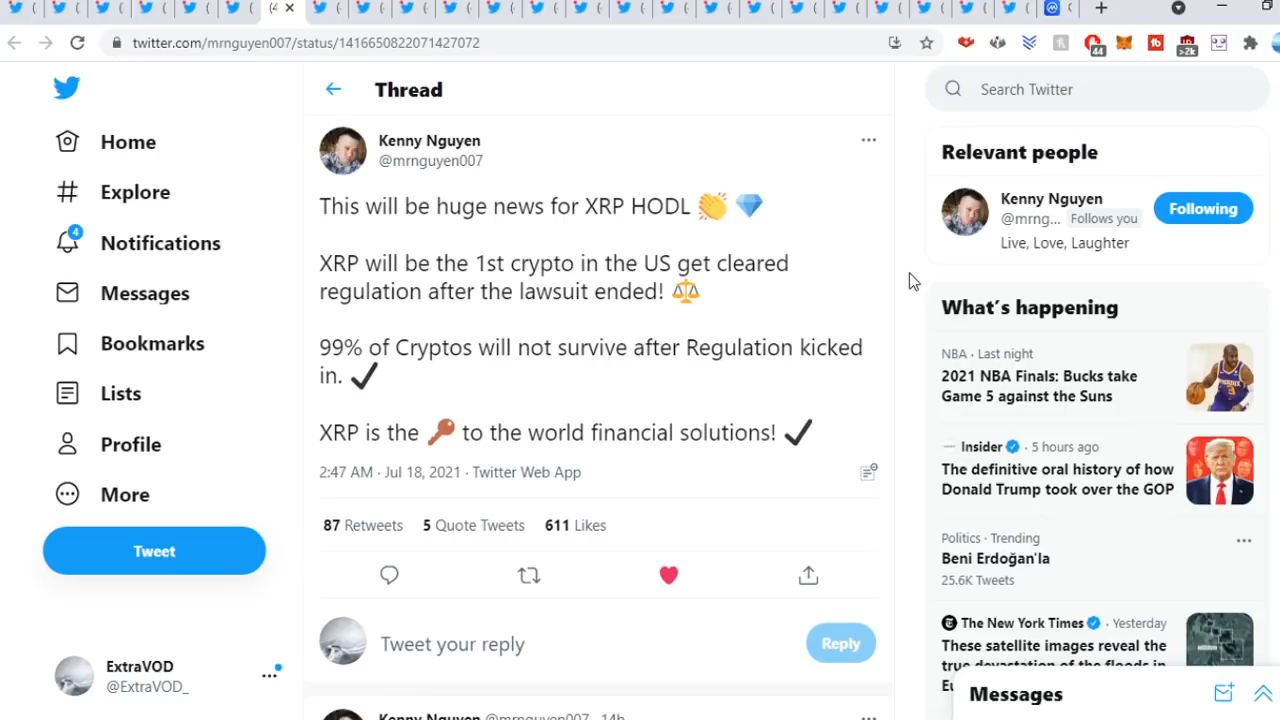 twitter.com/mrnguyen007/status/1416650822071427072
44
>2k
Home
Explore
4
Notifications
Messages
Bookmarks
Lists
Profile
More
Tweet
ExtraVOD
@ExtraVOD_
Thread
Kenny Nguyen
@mrnguyen007
This will be huge news for XRP HODL 👏 💎
XRP will be the 1st crypto in the US get cleared
regulation after the lawsuit ended! ⚖️
99% of Cryptos will not survive after Regulation kicked
in. ✔️
XRP is the 🔑 to the world financial solutions! ✔️
2:47 AM · Jul 18, 2021 · Twitter Web App
87 Retweets 5 Quote Tweets 611 Likes
Tweet your reply
Reply
Kenny Nguyen @mrnguyen007 · 14h
Search Twitter
Relevant people
Kenny Nguyen
@mrng... Follows you
Following
Live, Love, Laughter
What's happening
NBA · Last night
2021 NBA Finals: Bucks take
Game 5 against the Suns
Insider · 5 hours ago
The definitive oral history of how
Donald Trump took over the GOP
Politics · Trending
Beni Erdoğan'la
25.6K Tweets
The New York Times · Yesterday
These satellite images reveal the
true devastation of the floods in
Messages